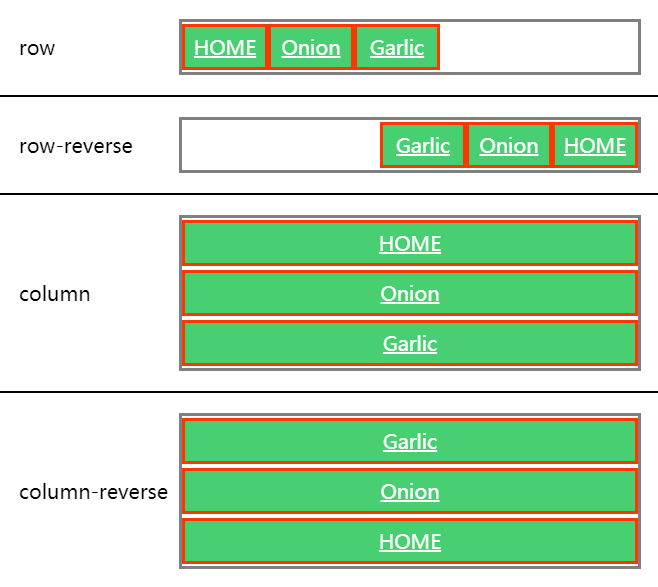 row
HOME Onion Garlic
row-reverse
Garlic Onion HOME
column
HOME
Onion
Garlic
column-reverse
Garlic
Onion
HOME